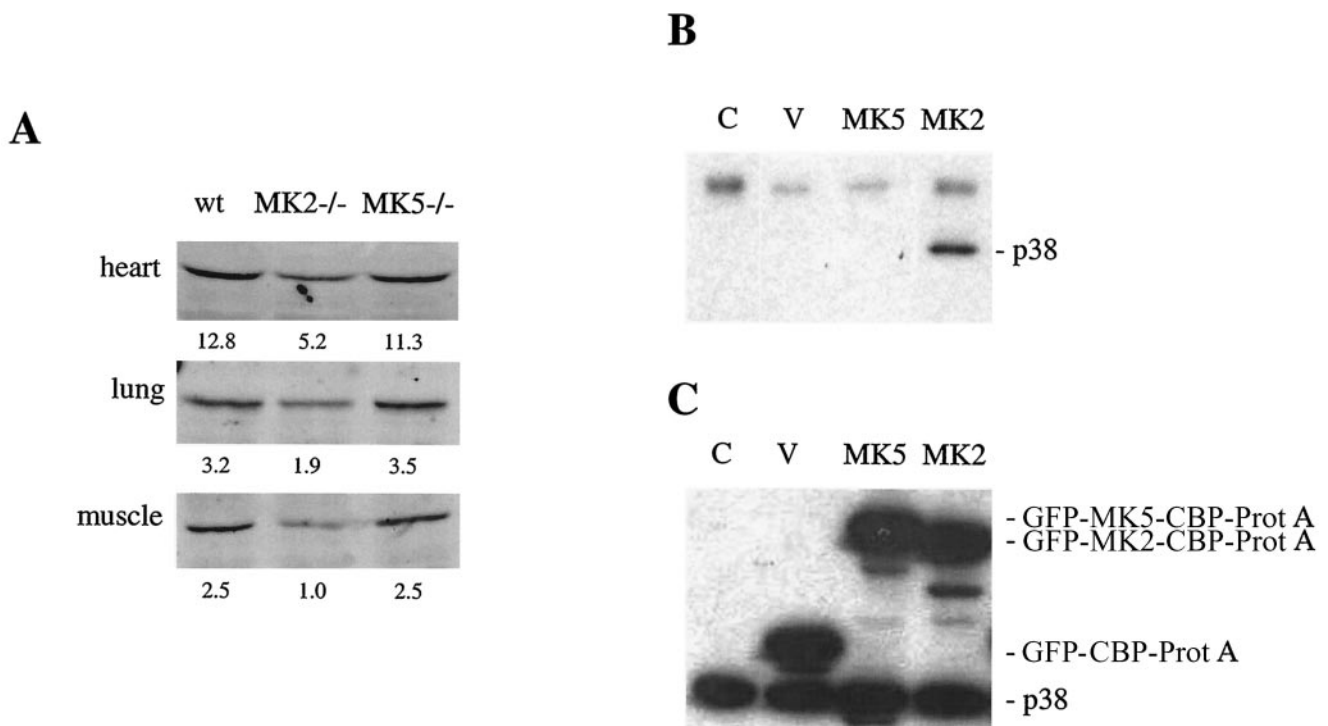 A
wt MK2-/- MK5-/-
heart
12.8 5.2 11.3
lung
3.2 1.9 3.5
muscle
2.5 1.0 2.5
B
C V MK5 MK2
- p38
C
C V MK5 MK2
- GFP-MK5-CBP-Prot A
- GFP-MK2-CBP-Prot A
- GFP-CBP-Prot A
- p38